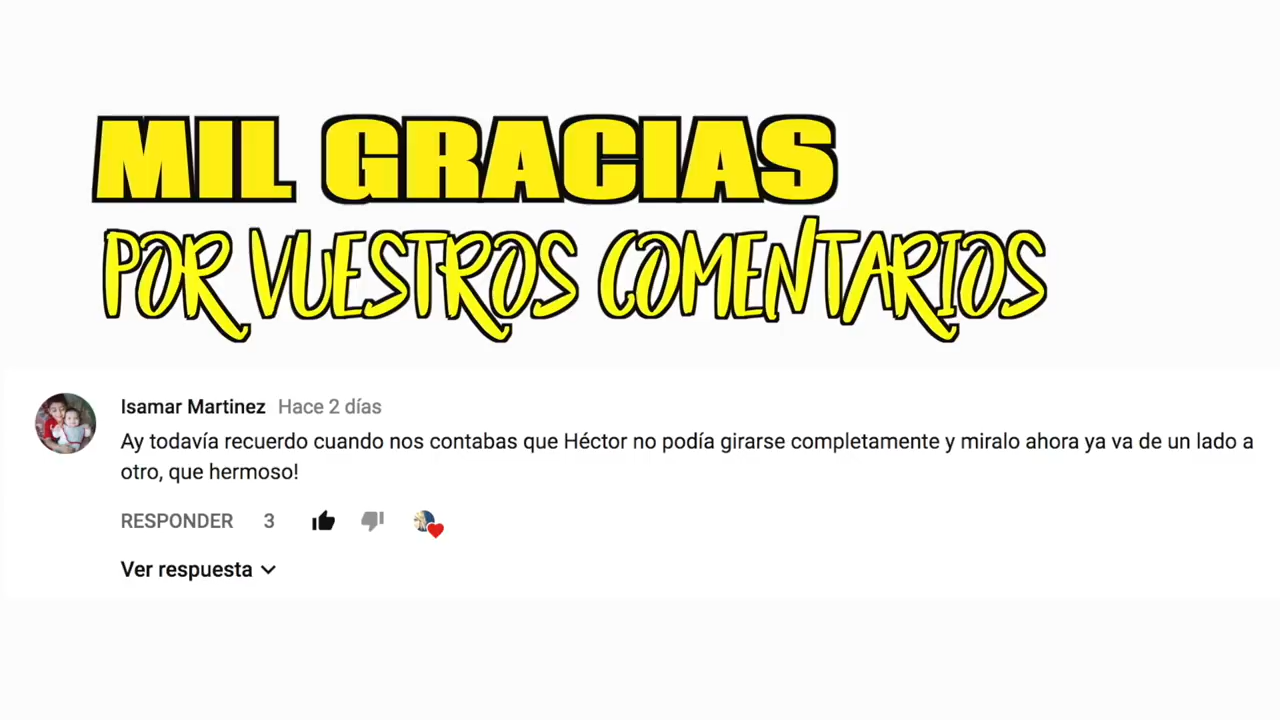 MIL GRACIAS
POR VUESTROS COMENTARIOS
Isamar Martinez Hace 2 días
Ay todavía recuerdo cuando nos contabas que Héctor no podía girarse completamente y miralo ahora ya va de un lado a
otro, que hermoso!
RESPONDER 3
Ver respuesta